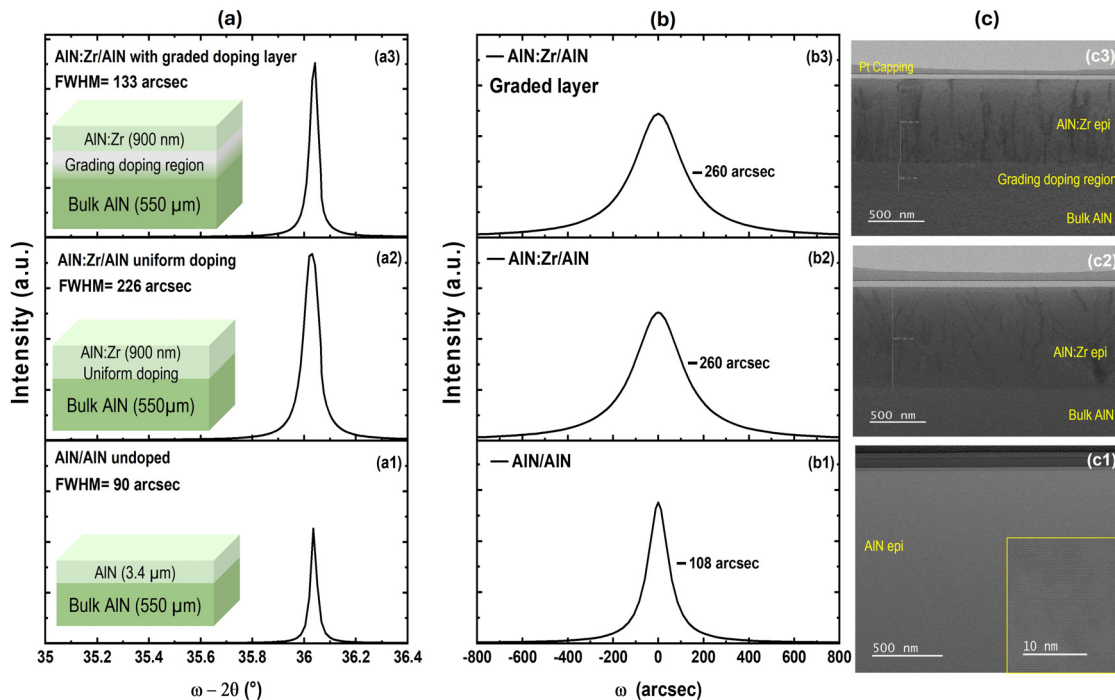 (a)
(b)
(c)
AlN:Zr/AlN with graded doping layer
(a3)
FWHM= 133 arcsec
AlN:Zr (900 nm)
Grading doping region
Bulk AlN (550 µm)
AlN:Zr/AlN uniform doping
(a2)
FWHM= 226 arcsec
AlN:Zr (900 nm)
Uniform doping
Bulk AlN (550µm)
AlN/AlN undoped
(a1)
FWHM= 90 arcsec
AlN (3.4 µm)
Bulk AlN (550 µm)
Intensity (a.u.)
35 35.2 35.4 35.6 35.8 36 36.2 36.4
ω – 2θ (°)
AlN:Zr/AlN
(b3)
Graded layer
260 arcsec
AlN:Zr/AlN
(b2)
260 arcsec
AlN/AlN
(b1)
108 arcsec
Intensity (a.u.)
-800 -600 -400 -200 0 200 400 600 800
ω (arcsec)
(c3)
Pt Capping
AlN:Zr epi
Grading doping region
Bulk AlN
500 nm
(c2)
AlN:Zr epi
Bulk AlN
500 nm
(c1)
AlN epi
500 nm
10 nm